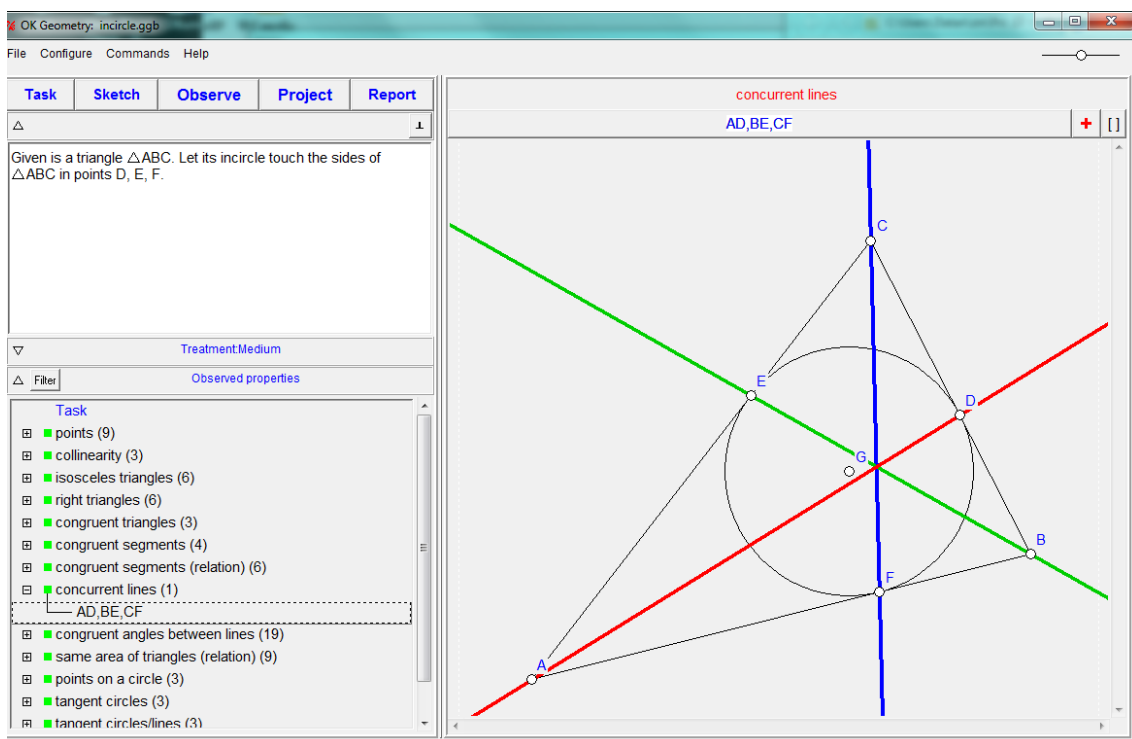 OK Geometry: incircle.ggb
File Configure Commands Help
Task Sketch Observe Project Report
Given is a triangle △ABC. Let its incircle touch the sides of
△ABC in points D, E, F.
Treatment:Medium
Filter Observed properties
Task
points (9)
collinearity (3)
isosceles triangles (6)
right triangles (6)
congruent triangles (3)
congruent segments (4)
congruent segments (relation) (6)
concurrent lines (1)
AD,BE,CF
congruent angles between lines (19)
same area of triangles (relation) (9)
points on a circle (3)
tangent circles (3)
tangent circles/lines (3)
concurrent lines
AD,BE,CF
[ ]
C
E
D
G
B
F
A